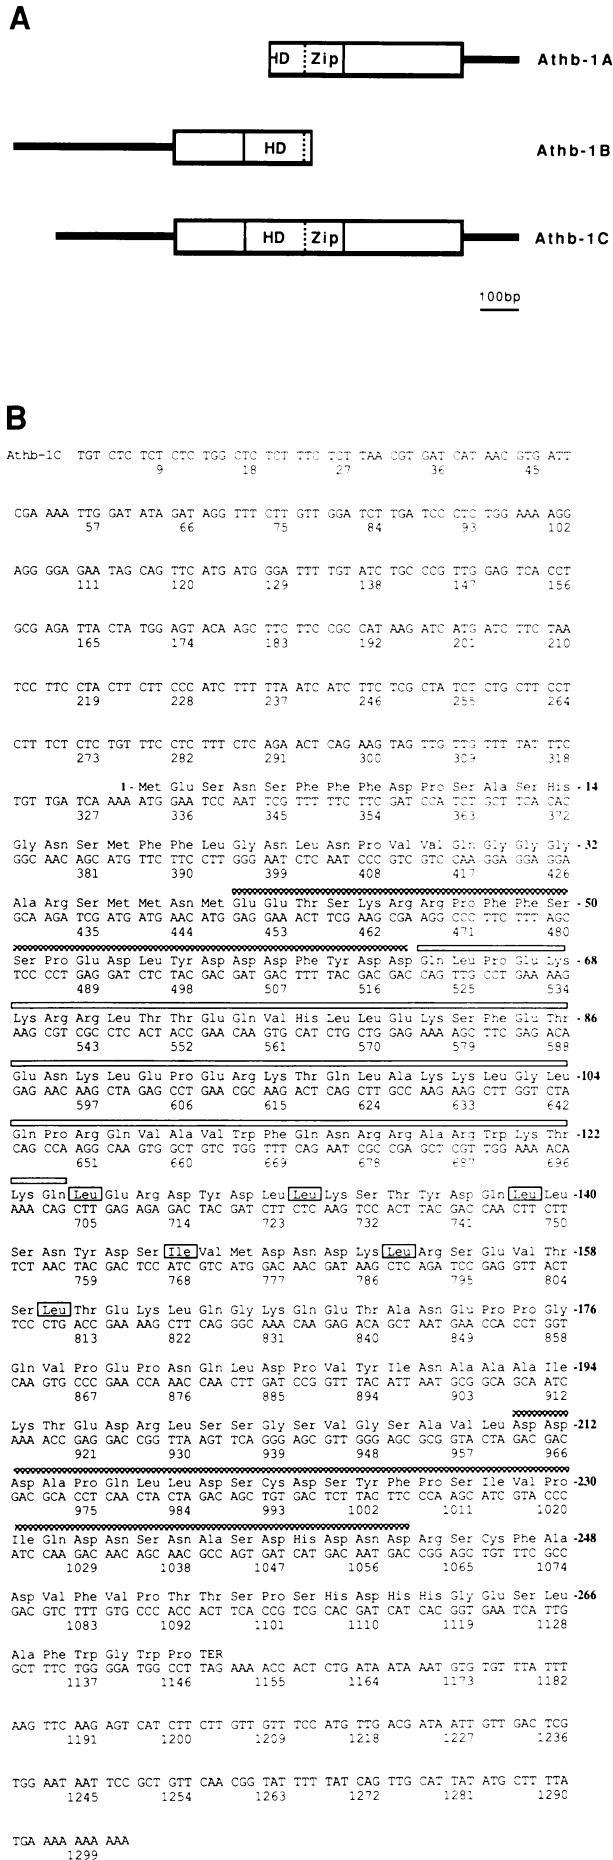 A
HD Zip Athb-1A
HD Athb-1B
HD Zip Athb-1C
100bp
B
Athb-1C TGT CTC TCT CTC TGG CTC TCT TTC TCT TAA CGT GAT CAT AAC GTG ATT
9 18 27 36 45
CGA AAA TTG GAT ATA GAT AGG TTT CTT GTT GGA TCT TGA TCC CTC TGG AAA AGG
57 66 75 84 93 102
AGG GGA GAA TAG CAG TTC ATG ATG GGA TTT TGT ATC TGC CCG TTG GAG TCA CCT
111 120 129 138 147 156
GCG AGA TTA CTA TGG AGT ACA AGC TTC TTC CGC CAT AAG ATC ATG ATC TTC TAA
165 174 183 192 201 210
TCC TTC CTA CTT CTT CCC ATC TTT TTA ATC ATC TTC TCG CTA TCT CTG CTT CCT
219 228 237 246 255 264
CTT TCT CTC TGT TTC CTC TTT CTC AGA ACT CAG AAG TAG TTG TTG TTT TAT TTC
273 282 291 300 309 318
1 - Met Glu Ser Asn Ser Phe Phe Phe Asp Pro Ser Ala Ser His - 14
TGT TGA TCA AAA ATG GAA TCC AAT TCG TTT TTC TTC GAT CCA TCT GCT TCA CAC
327 336 345 354 363 372
Gly Asn Ser Met Phe Phe Leu Gly Asn Leu Asn Pro Val Val Gln Gly Gly Gly - 32
GGC AAC AGC ATG TTC TTC CTT GGG AAT CTC AAT CCC GTC GTC CAA GGA GGA GGA
381 390 399 408 417 426
Ala Arg Ser Met Met Asn Met Glu Glu Thr Ser Lys Arg Arg Pro Phe Phe Ser - 50
GCA AGA TCG ATG ATG AAC ATG GAG GAA ACT TCG AAG CGA AGG CCC TTC TTT AGC
435 444 453 462 471 480
Ser Pro Glu Asp Leu Tyr Asp Asp Asp Phe Tyr Asp Asp Gln Leu Pro Glu Lys - 68
TCC CCT GAG GAT CTC TAC GAC GAT GAC TTT TAC GAC GAC CAG TTG CCT GAA AAG
489 498 507 516 525 534
Lys Arg Arg Leu Thr Thr Glu Gln Val His Leu Leu Glu Lys Ser Phe Glu Thr - 86
AAG CGT CGC CTC ACT ACC GAA CAA GTG CAT CTG CTG GAG AAA AGC TTC GAG ACA
543 552 561 570 579 588
Glu Asn Lys Leu Glu Pro Glu Arg Lys Thr Gln Leu Ala Lys Lys Leu Gly Leu -104
GAG AAC AAG CTA GAG CCT GAA CGC AAG ACT CAG CTT GCC AAG AAG CTT GGT CTA
597 606 615 624 633 642
Gln Pro Arg Gln Val Ala Val Trp Phe Gln Asn Arg Arg Ala Arg Trp Lys Thr -122
CAG CCA AGG CAA GTG GCT GTC TGG TTT CAG AAT CGC CGA GCT CGT TGG AAA ACA
651 660 669 678 687 696
Lys Gln Leu Glu Arg Asp Tyr Asp Leu Leu Lys Ser Thr Tyr Asp Gln Leu Leu -140
AAA CAG CTT GAG AGA GAC TAC GAT CTT CTC AAG TCC ACT TAC GAC CAA CTT CTT
705 714 723 732 741 750
Ser Asn Tyr Asp Ser Ile Val Met Asp Asn Asp Lys Leu Arg Ser Glu Val Thr -158
TCT AAC TAC GAC TCC ATC GTC ATG GAC AAC GAT AAG CTC AGA TCC GAG GTT ACT
759 768 777 786 795 804
Ser Leu Thr Glu Lys Leu Gln Gly Lys Gln Glu Thr Ala Asn Glu Pro Pro Gly -176
TCC CTG ACC GAA AAG CTT CAG GGC AAA CAA GAG ACA GCT AAT GAA CCA CCT GGT
813 822 831 840 849 858
Gln Val Pro Glu Pro Asn Gln Leu Asp Pro Val Tyr Ile Asn Ala Ala Ala Ile -194
CAA GTG CCC GAA CCA AAC CAA CTT GAT CCG GTT TAC ATT AAT GCG GCA GCA ATC
867 876 885 894 903 912
Lys Thr Glu Asp Arg Leu Ser Ser Gly Ser Val Gly Ser Ala Val Leu Asp Asp -212
AAA ACC GAG GAC CGG TTA AGT TCA GGG AGC GTT GGG AGC GCG GTA CTA GAC GAC
921 930 939 948 957 966
Asp Ala Pro Gln Leu Leu Asp Ser Cys Asp Ser Tyr Phe Pro Ser Ile Val Pro -230
GAC GCA CCT CAA CTA CTA GAC AGC TGT GAC TCT TAC TTC CCA AGC ATC GTA CCC
975 984 993 1002 1011 1020
Ile Gln Asp Asn Ser Asn Ala Ser Asp His Asp Asn Asp Arg Ser Cys Phe Ala -248
ATC CAA GAC AAC AGC AAC GCC AGT GAT CAT GAC AAT GAC CGG AGC TGT TTC GCC
1029 1038 1047 1056 1065 1074
Asp Val Phe Val Pro Thr Thr Ser Pro Ser His Asp His His Gly Glu Ser Leu -266
GAC GTC TTT GTG CCC ACC ACT TCA CCG TCG CAC GAT CAT CAC GGT GAA TCA TTG
1083 1092 1101 1110 1119 1128
Ala Phe Trp Gly Trp Pro TER
GCT TTC TGG GGA TGG CCT TAG AAA ACC ACT CTG ATA ATA AAT GTG TGT TTA TTT
1137 1146 1155 1164 1173 1182
AAG TTC AAG AGT CAT CTT CTT GTT GTT TCC ATG TTG ACG ATA ATT GTT GAC TCG
1191 1200 1209 1218 1227 1236
TGG AAT AAT TCC GCT GTT CAA CGG TAT TTT TAT CAG TTG CAT TAT ATG CTT TTA
1245 1254 1263 1272 1281 1290
TGA AAA AAA AAA
1299